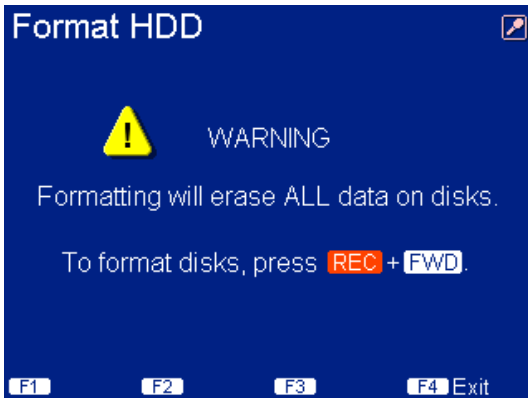 Format HDD
!
WARNING
Formatting will erase ALL data on disks.
To format disks, press REC + FWD.
F1 F2 F3 F4 Exit